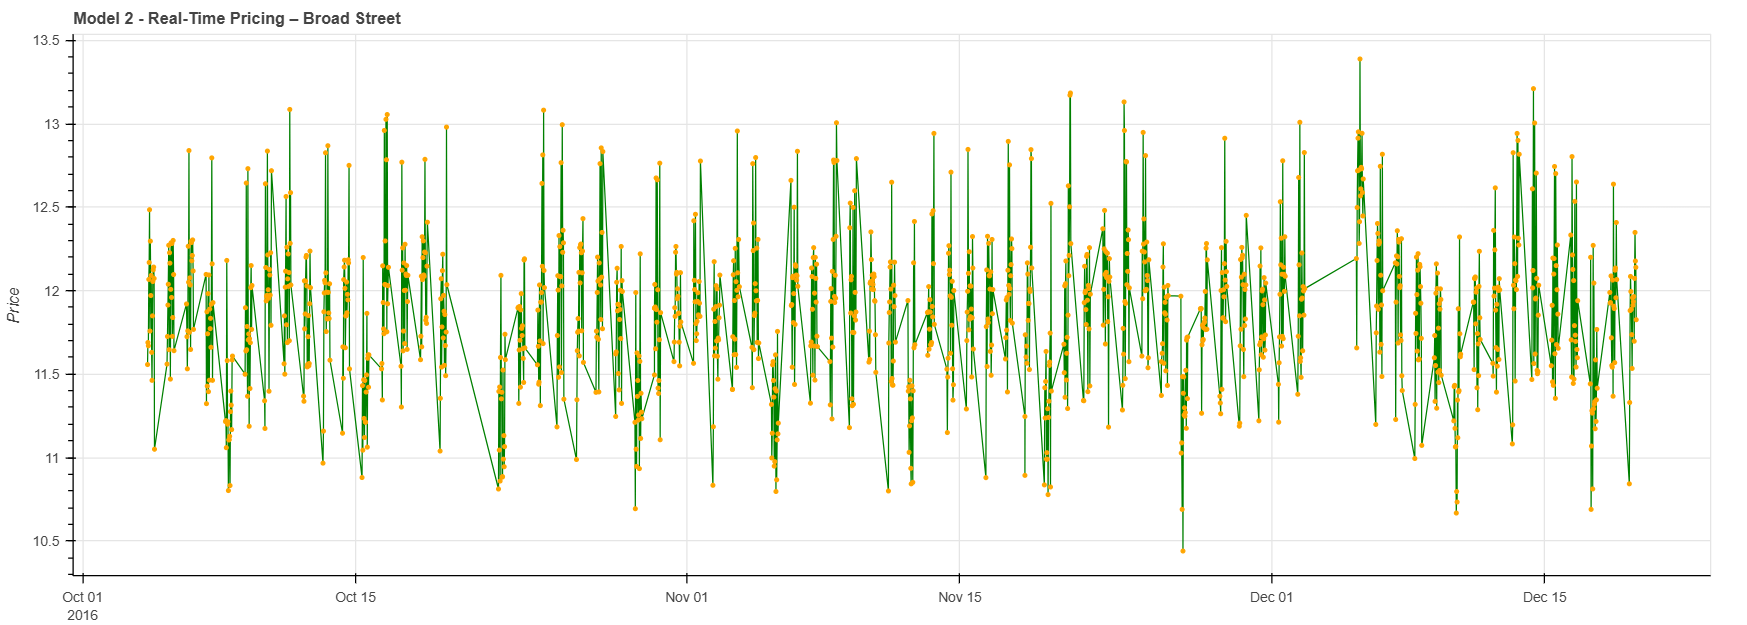 Model 2 - Real-Time Pricing – Broad Street
13.5
13
12.5
12
11.5
11
10.5
Price
Oct 01
2016
Oct 15
Nov 01
Nov 15
Dec 01
Dec 15